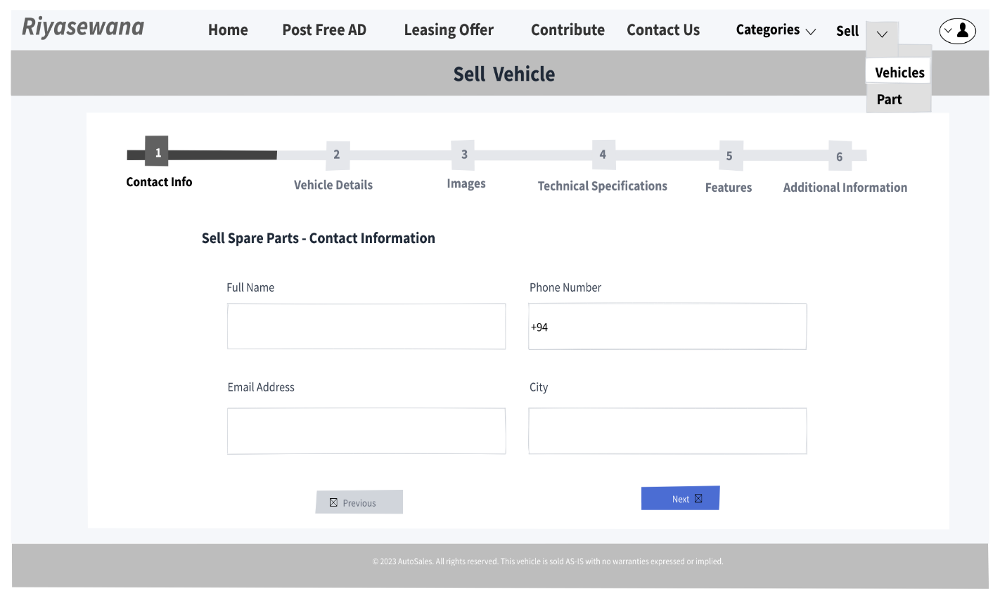 Riyasewana Home Post Free AD Leasing Offer Contribute Contact Us Categories Sell
Sell Vehicle
Vehicles
Part
1 2 3 4 5 6
Contact Info Vehicle Details Images Technical Specifications Features Additional Information
Sell Spare Parts - Contact Information
Full Name Phone Number
+94
Email Address City
Previous Next
© 2023 AutoSales. All rights reserved. This vehicle is sold AS-IS with no warranties expressed or implied.